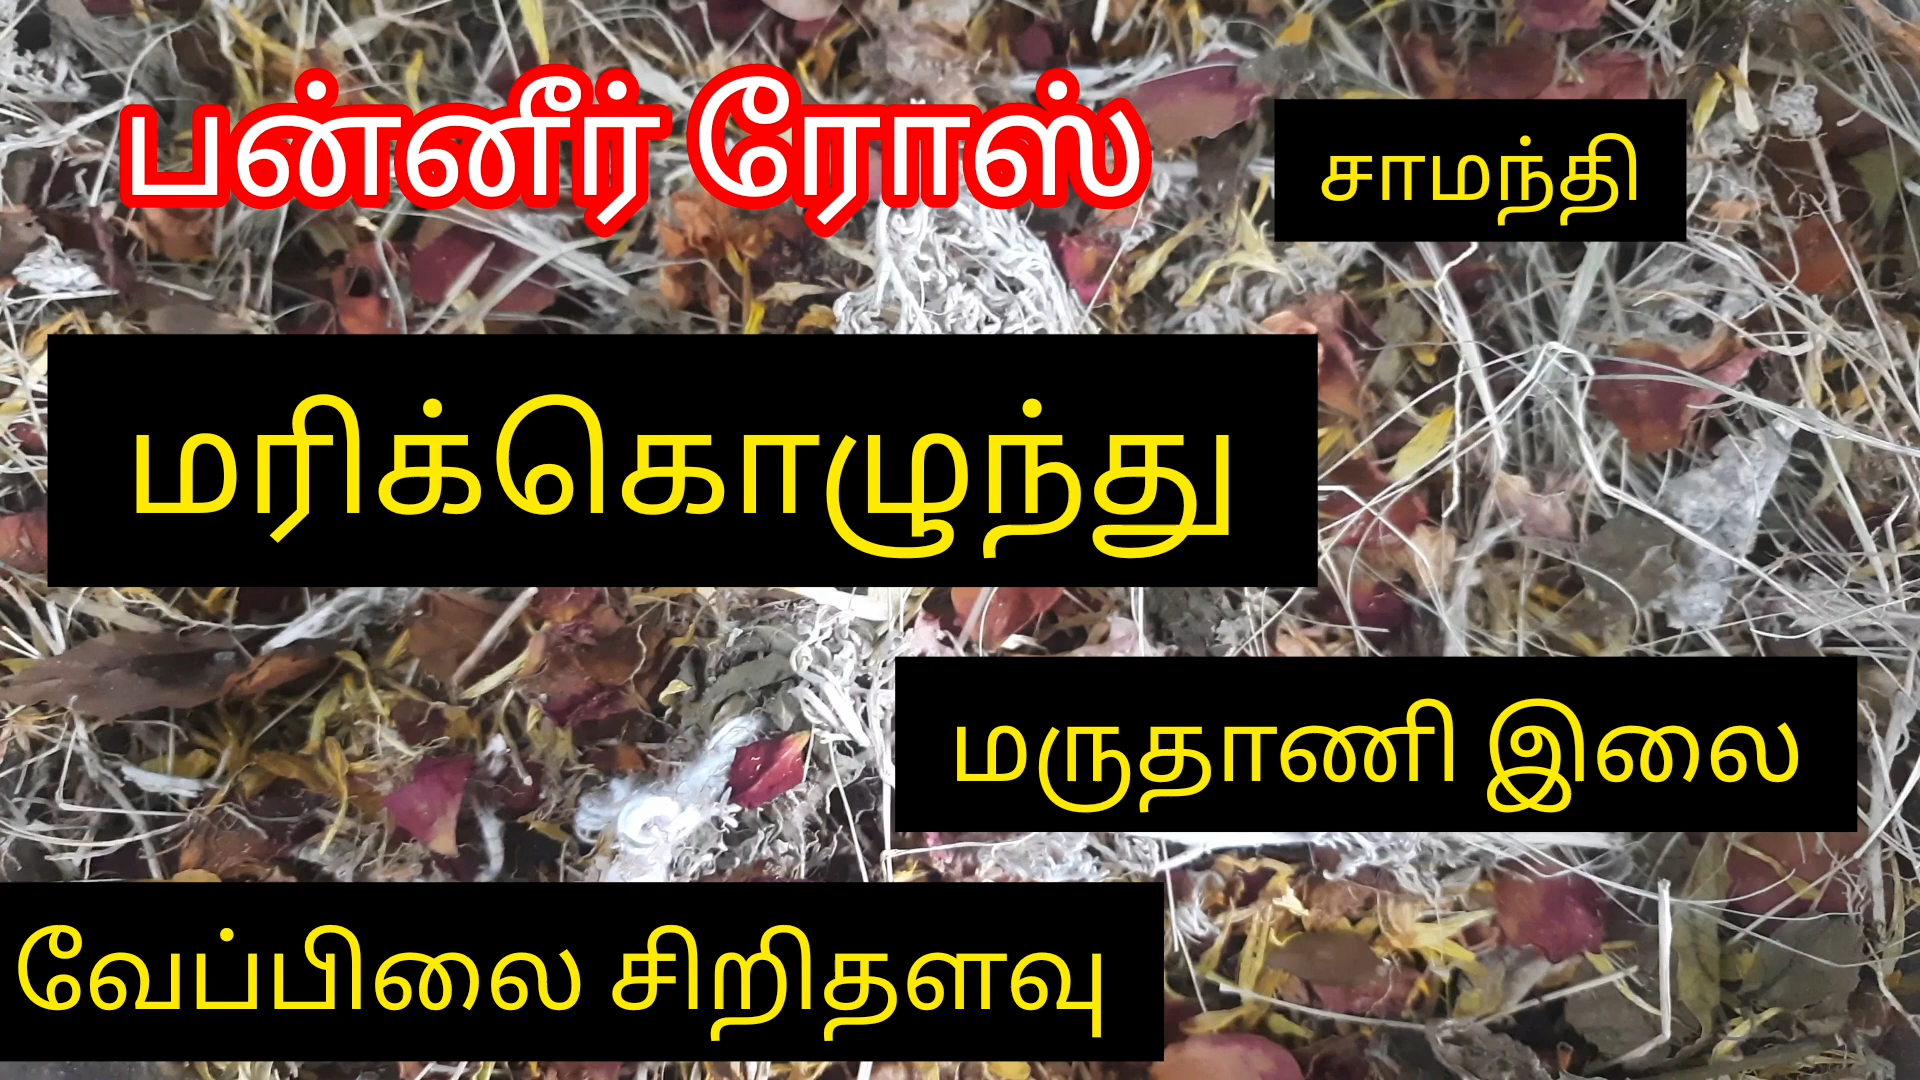 பன்னீர் ரோஸ்
சாமந்தி
மரிக்கொழுந்து
மருதாணி இலை
வேப்பிலை சிறிதளவு